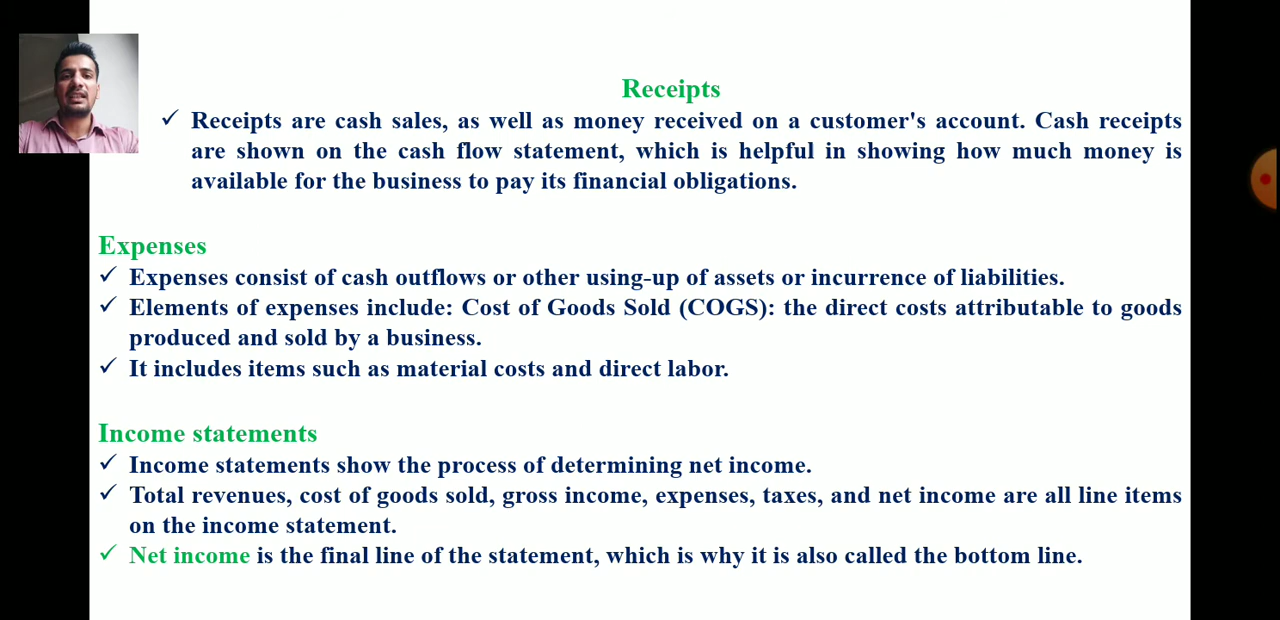 Receipts
✓ Receipts are cash sales, as well as money received on a customer's account. Cash receipts
are shown on the cash flow statement, which is helpful in showing how much money is
available for the business to pay its financial obligations.
Expenses
✓ Expenses consist of cash outflows or other using-up of assets or incurrence of liabilities.
✓ Elements of expenses include: Cost of Goods Sold (COGS): the direct costs attributable to goods
produced and sold by a business.
✓ It includes items such as material costs and direct labor.
Income statements
✓ Income statements show the process of determining net income.
✓ Total revenues, cost of goods sold, gross income, expenses, taxes, and net income are all line items
on the income statement.
✓ Net income is the final line of the statement, which is why it is also called the bottom line.